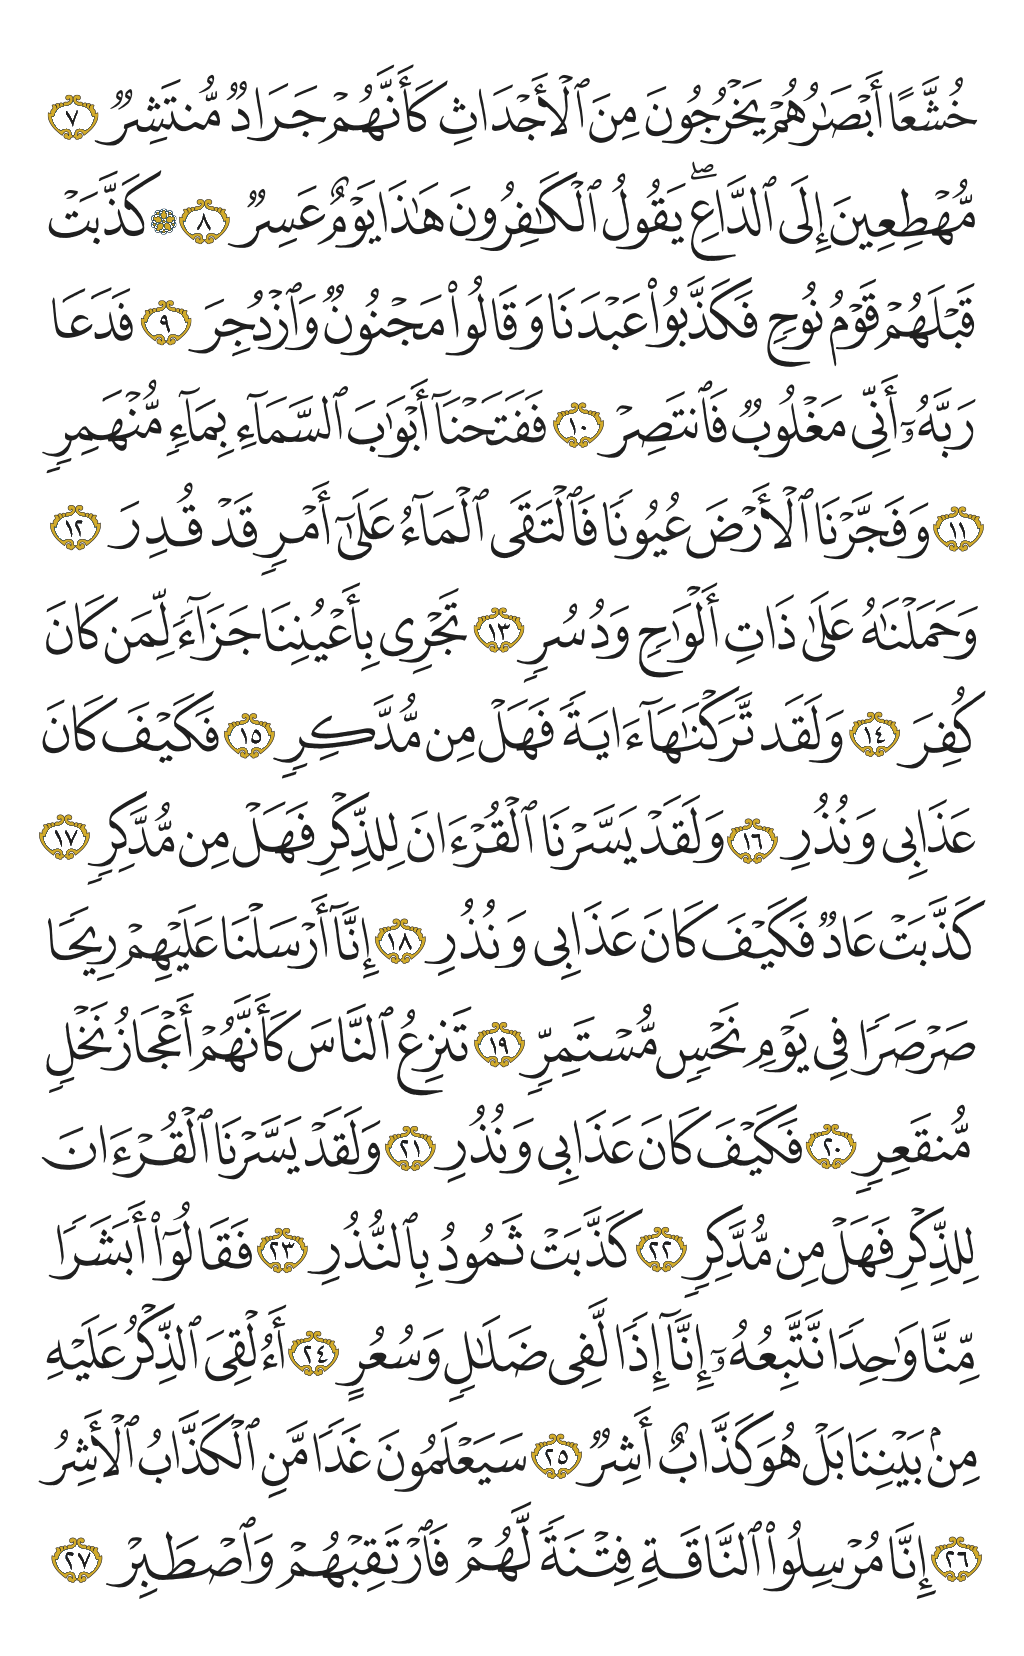 خُشَّعًا أَبْصَٰرُهُمْ يَخْرُجُونَ مِنَ ٱلْأَجْدَاثِ كَأَنَّهُمْ جَرَادٌ مُّنتَشِرٌ ٧
مُّهْطِعِينَ إِلَى ٱلدَّاعِ ۖ يَقُولُ ٱلْكَٰفِرُونَ هَٰذَا يَوْمٌ عَسِرٌ ٨ ۞ كَذَّبَتْ
قَبْلَهُمْ قَوْمُ نُوحٍ فَكَذَّبُوا۟ عَبْدَنَا وَقَالُوا۟ مَجْنُونٌ وَٱزْدُجِرَ ٩ فَدَعَا
رَبَّهُۥٓ أَنِّى مَغْلُوبٌ فَٱنتَصِرْ ١٠ فَفَتَحْنَآ أَبْوَٰبَ ٱلسَّمَآءِ بِمَآءٍ مُّنْهَمِرٍ
١١ وَفَجَّرْنَا ٱلْأَرْضَ عُيُونًا فَٱلْتَقَى ٱلْمَآءُ عَلَىٰٓ أَمْرٍ قَدْ قُدِرَ ١٢
وَحَمَلْنَٰهُ عَلَىٰ ذَاتِ أَلْوَٰحٍ وَدُسُرٍ ١٣ تَجْرِى بِأَعْيُنِنَا جَزَآءً لِّمَن كَانَ
كُفِرَ ١٤ وَلَقَد تَّرَكْنَٰهَآ ءَايَةً فَهَلْ مِن مُّدَّكِرٍ ١٥ فَكَيْفَ كَانَ
عَذَابِى وَنُذُرِ ١٦ وَلَقَدْ يَسَّرْنَا ٱلْقُرْءَانَ لِلذِّكْرِ فَهَلْ مِن مُّدَّكِرٍ ١٧
كَذَّبَتْ عَادٌ فَكَيْفَ كَانَ عَذَابِى وَنُذُرِ ١٨ إِنَّآ أَرْسَلْنَا عَلَيْهِمْ رِيحًا
صَرْصَرًا فِى يَوْمِ نَحْسٍ مُّسْتَمِرٍّ ١٩ تَنزِعُ ٱلنَّاسَ كَأَنَّهُمْ أَعْجَازُ نَخْلٍ
مُّنقَعِرٍ ٢٠ فَكَيْفَ كَانَ عَذَابِى وَنُذُرِ ٢١ وَلَقَدْ يَسَّرْنَا ٱلْقُرْءَانَ
لِلذِّكْرِ فَهَلْ مِن مُّدَّكِرٍ ٢٢ كَذَّبَتْ ثَمُودُ بِٱلنُّذُرِ ٢٣ فَقَالُوٓا۟ أَبَشَرًا
مِّنَّا وَٰحِدًا نَّتَّبِعُهُۥٓ إِنَّآ إِذًا لَّفِى ضَلَٰلٍ وَسُعُرٍ ٢٤ أَءُلْقِىَ ٱلذِّكْرُ عَلَيْهِ
مِنۢ بَيْنِنَا بَلْ هُوَ كَذَّابٌ أَشِرٌ ٢٥ سَيَعْلَمُونَ غَدًا مَّنِ ٱلْكَذَّابُ ٱلْأَشِرُ
٢٦ إِنَّا مُرْسِلُوا۟ ٱلنَّاقَةِ فِتْنَةً لَّهُمْ فَٱرْتَقِبْهُمْ وَٱصْطَبِرْ ٢٧